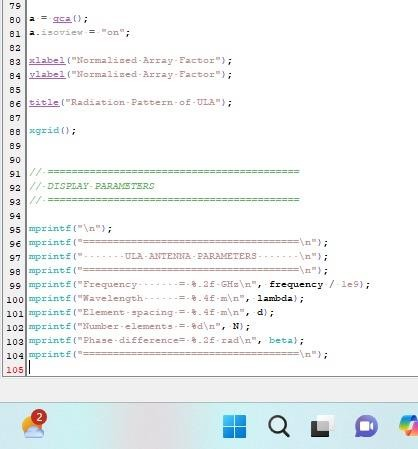 79
80 a = gca();
81 a.isoview = "on";
82
83 xlabel("Normalized Array Factor");
84 ylabel("Normalized Array Factor");
85
86 title("Radiation Pattern of ULA");
87
88 xgrid();
89
90
91 // ==========================================
92 // DISPLAY PARAMETERS
93 // ==========================================
94
95 mprintf("\n");
96 mprintf("====================================\n");
97 mprintf("       ULA ANTENNA PARAMETERS       \n");
98 mprintf("====================================\n");
99 mprintf("Frequency       = %.2f GHz\n", frequency / 1e9);
100 mprintf("Wavelength      = %.4f m\n", lambda);
101 mprintf("Element spacing = %.4f m\n", d);
102 mprintf("Number elements = %d\n", N);
103 mprintf("Phase difference= %.2f rad\n", beta);
104 mprintf("====================================\n");
105
2